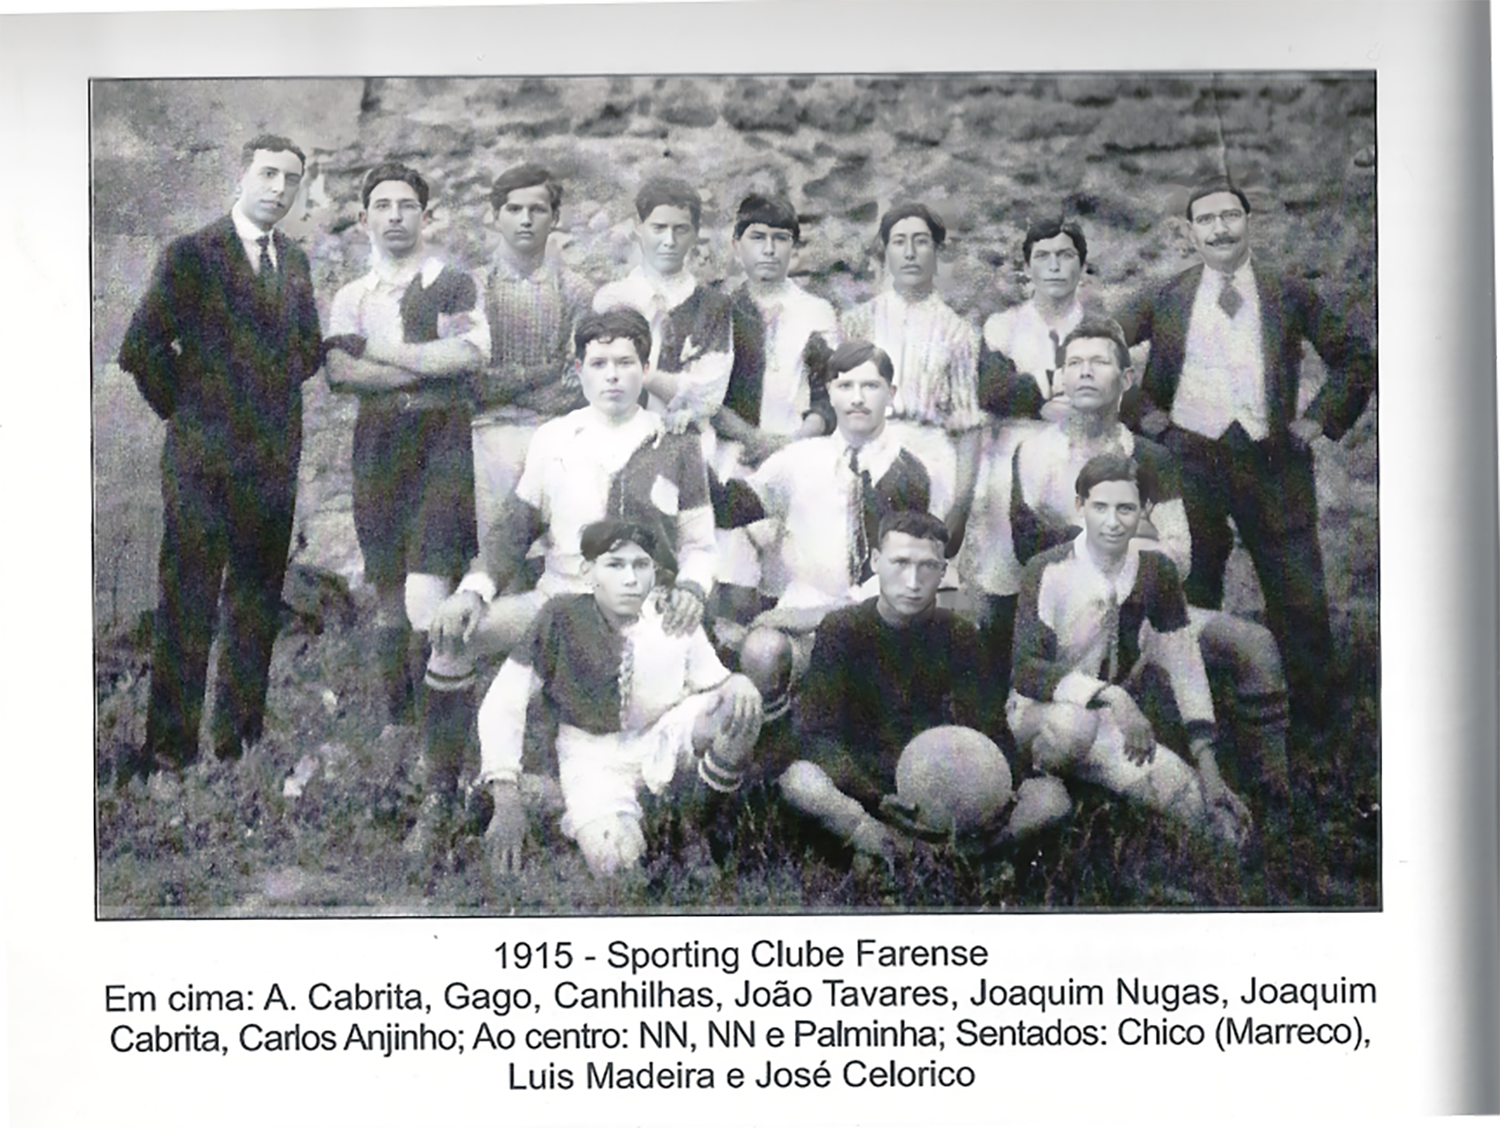 1915 - Sporting Clube Farense
Em cima: A. Cabrita, Gago, Canhilhas, João Tavares, Joaquim Nugas, Joaquim
Cabrita, Carlos Anjinho; Ao centro: NN, NN e Palminha; Sentados: Chico (Marreco),
Luis Madeira e José Celorico